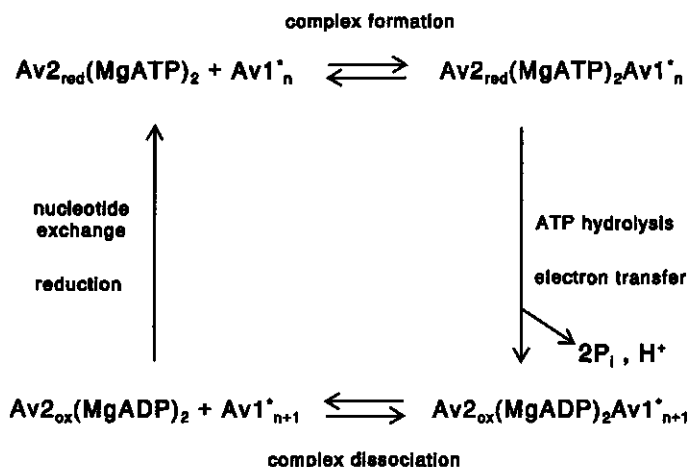 complex formation
Av2red(MgATP)2 + Av1*n
Av2red(MgATP)2Av1*n
nucleotide
exchange
reduction
ATP hydrolysis
electron transfer
2Pi , H+
Av2ox(MgADP)2 + Av1*n+1
Av2ox(MgADP)2Av1*n+1
complex dissociation